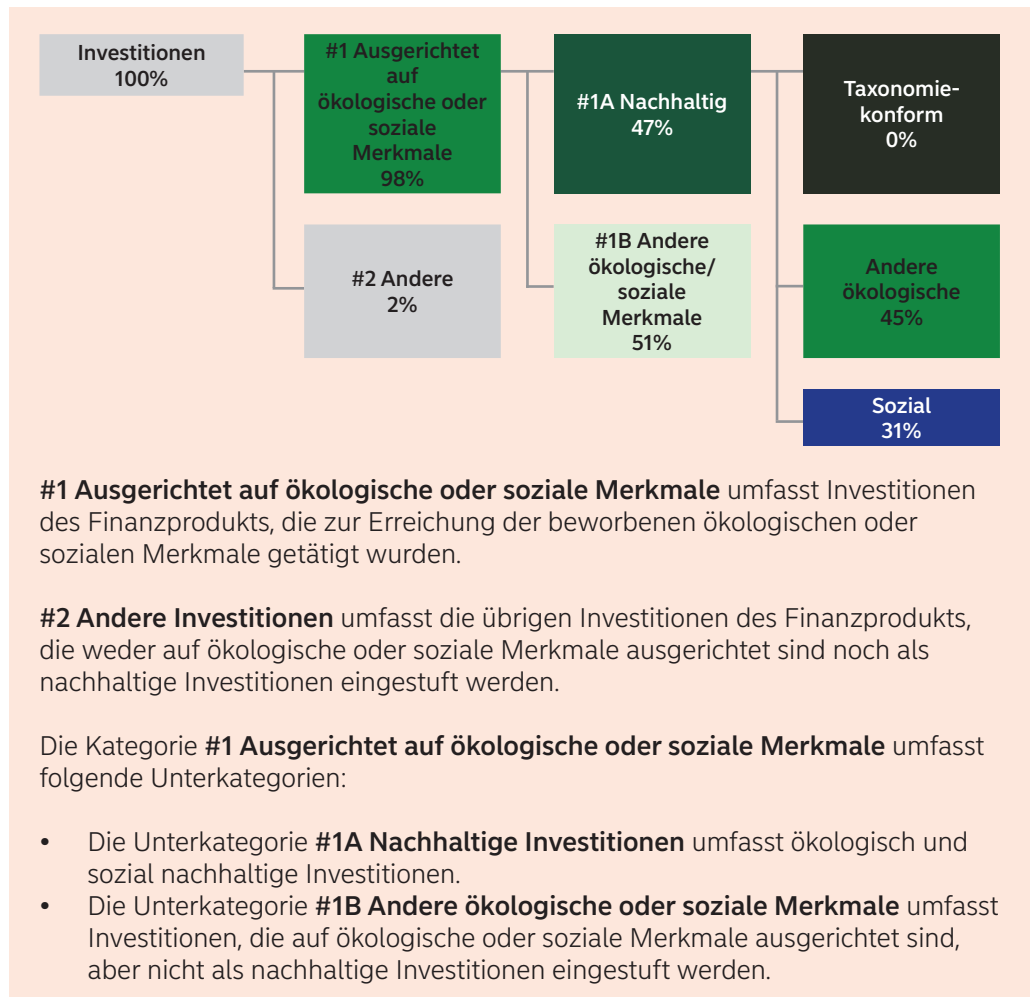 Investitionen
100%
#1 Ausgerichtet
auf
ökologische oder
soziale
Merkmale
98%
#1A Nachhaltig
47%
Taxonomie-
konform
0%
#2 Andere
2%
#1B Andere
ökologische/
soziale
Merkmale
51%
Andere
ökologische
45%
Sozial
31%
#1 Ausgerichtet auf ökologische oder soziale Merkmale umfasst Investitionen
des Finanzprodukts, die zur Erreichung der beworbenen ökologischen oder
sozialen Merkmale getätigt wurden.
#2 Andere Investitionen umfasst die übrigen Investitionen des Finanzprodukts,
die weder auf ökologische oder soziale Merkmale ausgerichtet sind noch als
nachhaltige Investitionen eingestuft werden.
Die Kategorie #1 Ausgerichtet auf ökologische oder soziale Merkmale umfasst
folgende Unterkategorien:
• Die Unterkategorie #1A Nachhaltige Investitionen umfasst ökologisch und
sozial nachhaltige Investitionen.
• Die Unterkategorie #1B Andere ökologische oder soziale Merkmale umfasst
Investitionen, die auf ökologische oder soziale Merkmale ausgerichtet sind,
aber nicht als nachhaltige Investitionen eingestuft werden.